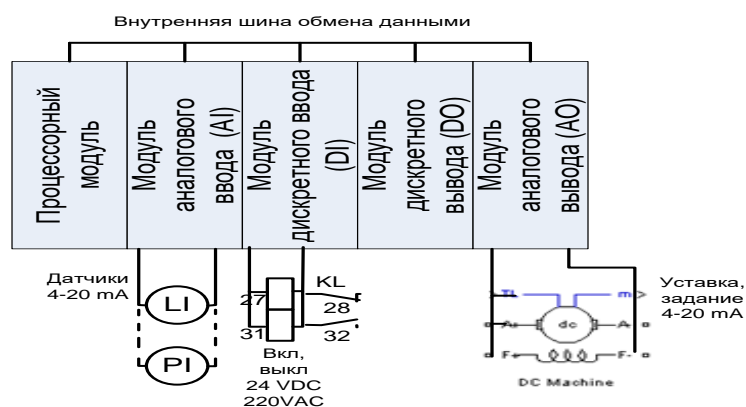 Внутренняя шина обмена данными
Процессорный
модуль
Модуль
аналогового
ввода (AI)
Модуль
дискретного ввода
(DI)
Модуль
дискретного
вывода (DO)
Модуль
аналогового
вывода (AO)
Датчики
4-20 mA
LI
PI
27
31
KL
28
32
Вкл,
выкл
24 VDC
220VAC
TL
m
A+
dc
A-
F+
F-
DC Machine
Уставка,
задание
4-20 mA